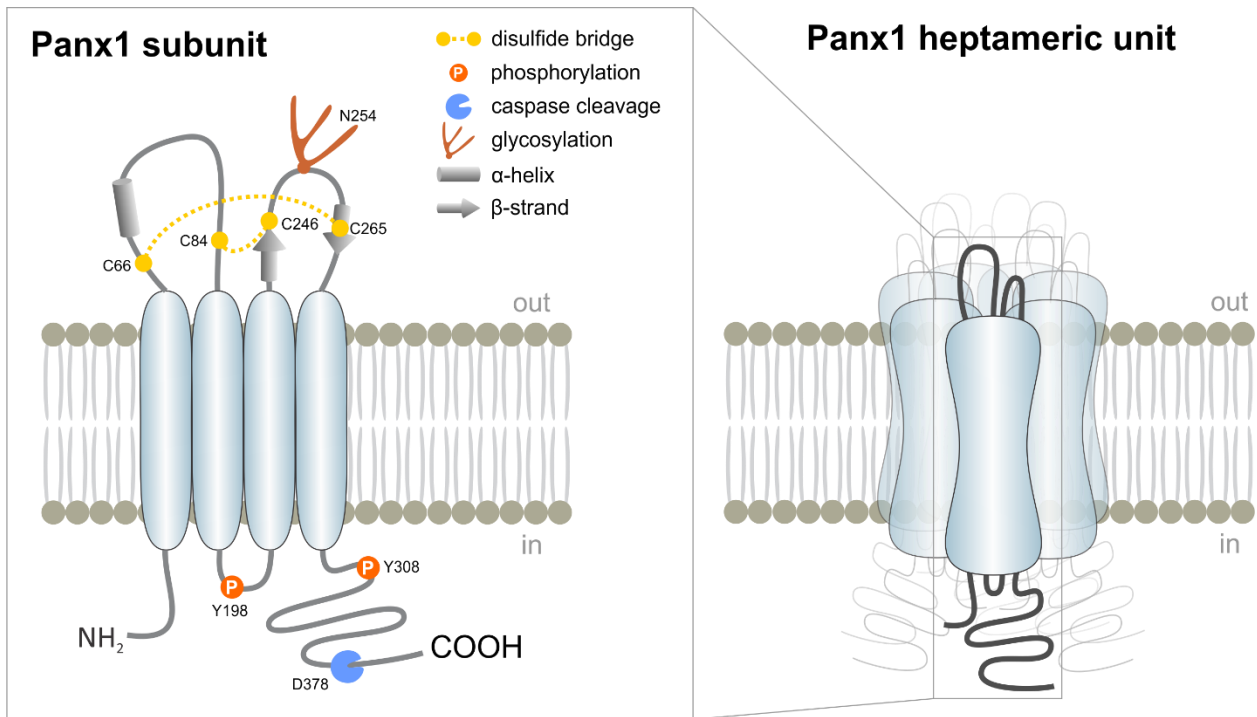 Panx1 subunit
disulfide bridge
P phosphorylation
caspase cleavage
glycosylation
α-helix
β-strand
N254
C66
C84
C246
C265
out
in
P
Y198
P
Y308
NH2
D378
COOH
Panx1 heptameric unit
out
in